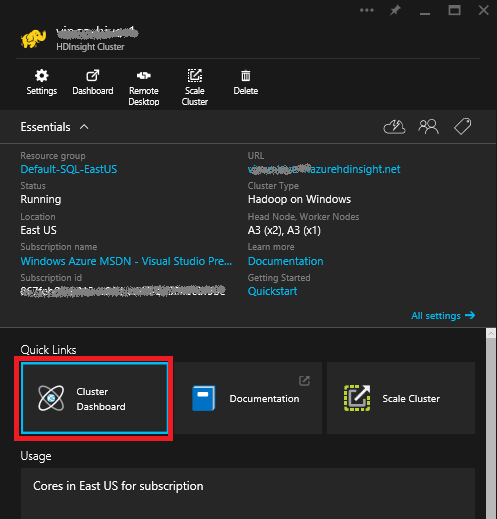 HDInsight Cluster
Settings
Dashboard
Remote
Desktop
Scale
Cluster
Delete
Essentials
Resource group
Default-SQL-EastUS
URL
azurehdinsight.net
Status
Running
Cluster Type
Hadoop on Windows
Location
East US
Head Node, Worker Nodes
A3 (x2), A3 (x1)
Subscription name
Windows Azure MSDN - Visual Studio Pre...
Learn more
Documentation
Subscription id
Getting Started
Quickstart
All settings
Quick Links
Cluster
Dashboard
Documentation
Scale Cluster
Usage
Cores in East US for subscription